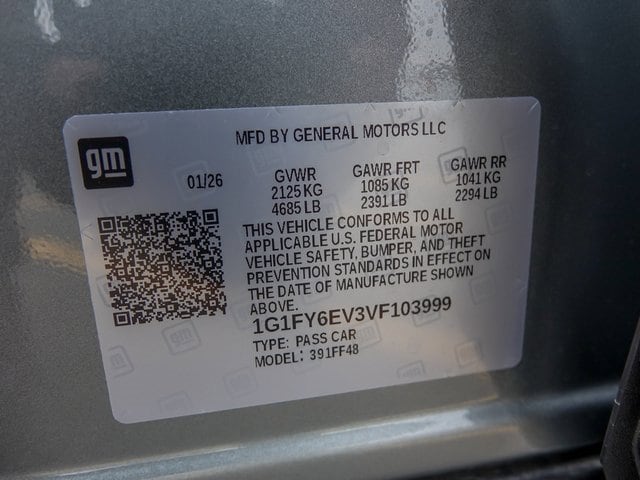 MFD BY GENERAL MOTORS LLC
gm
01/26
GVWR
2125 KG
4685 LB
GAWR FRT
1085 KG
2391 LB
GAWR RR
1041 KG
2294 LB
THIS VEHICLE CONFORMS TO ALL
APPLICABLE U.S. FEDERAL MOTOR
VEHICLE SAFETY, BUMPER, AND THEFT
PREVENTION STANDARDS IN EFFECT ON
THE DATE OF MANUFACTURE SHOWN
ABOVE.
1G1FY6EV3VF103999
TYPE: PASS CAR
MODEL: 391FF48